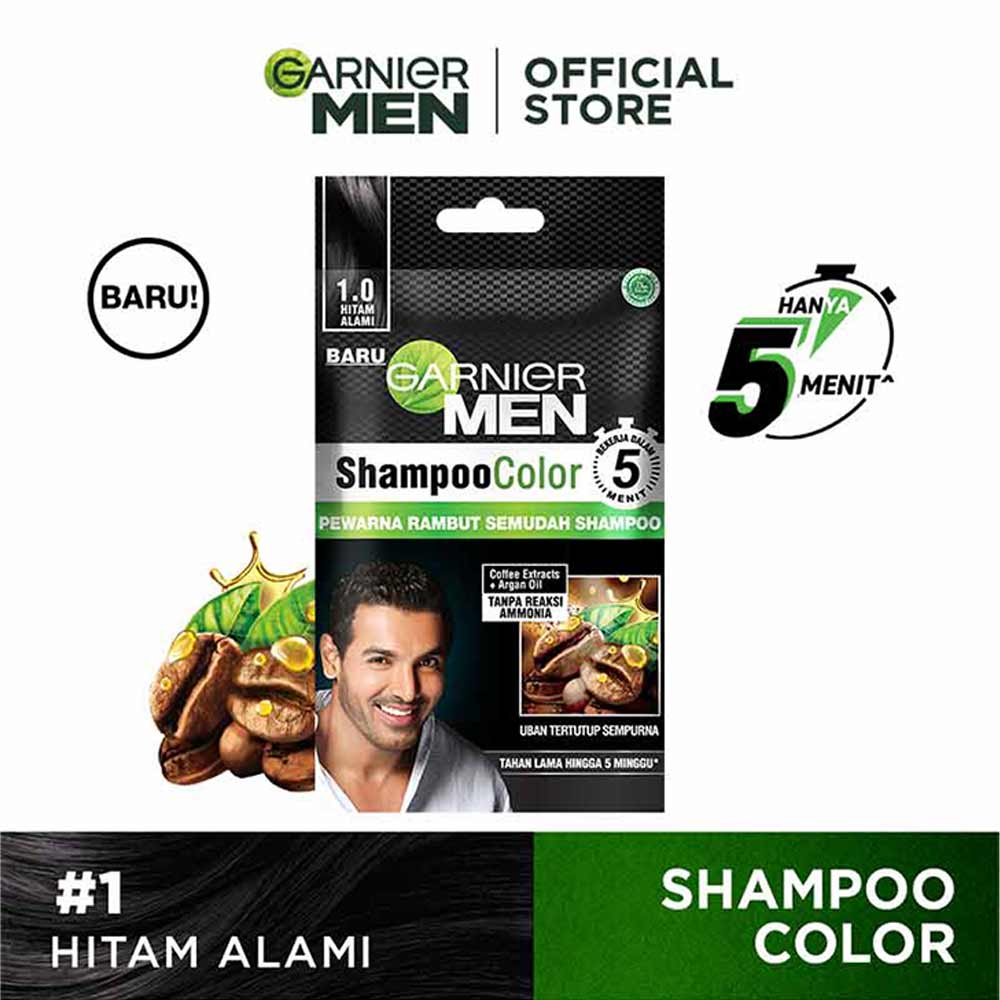 GARNIER
MEN
OFFICIAL
STORE
BARU!
HANYA
5
MENIT^
1.0
HITAM
ALAMI
BARU
GARNIER
MEN
ShampooColor
BEKERJA DALAM
5
MENIT
PEWARNA RAMBUT SEMUDAH SHAMPOO
Coffee Extracts
+ Argan Oil
TANPA REAKSI
AMMONIA
UBAN TERTUTUP SEMPURNA
TAHAN LAMA HINGGA 5 MINGGU*
#1
HITAM ALAMI
SHAMPOO
COLOR